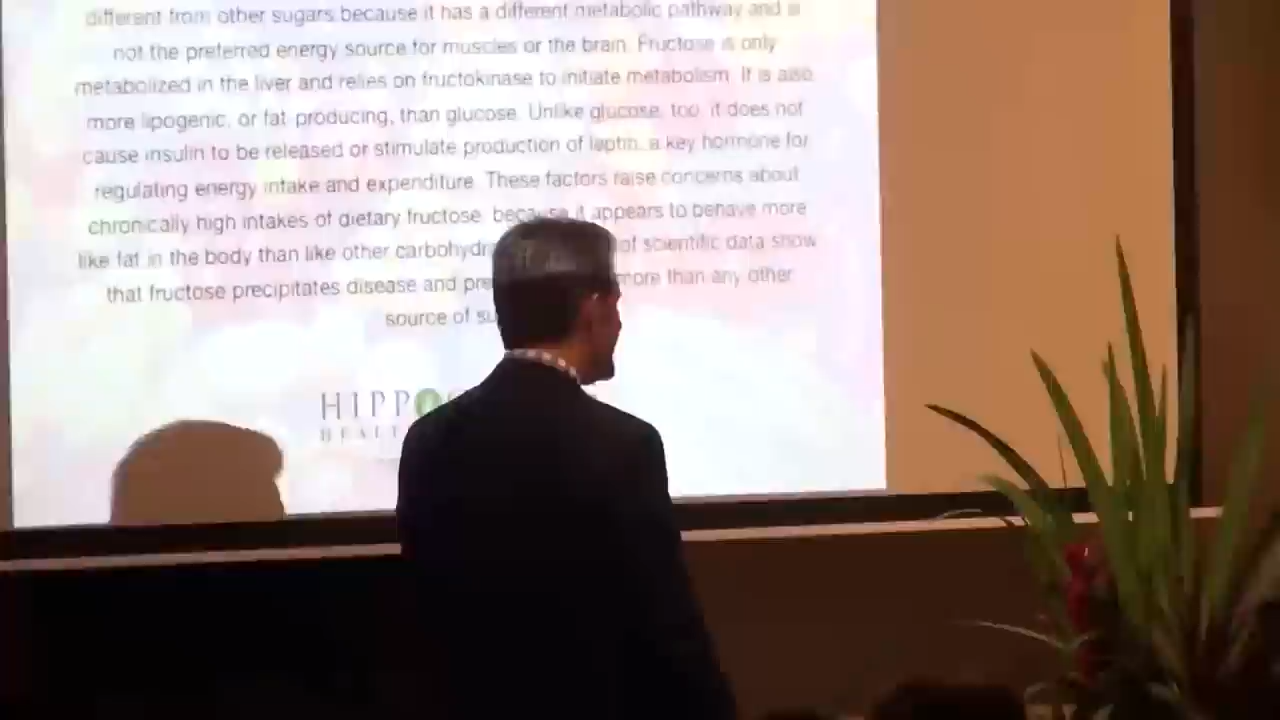 different from other sugars because it has a different metabolic pathway and is
not the preferred energy source for muscles or the brain. Fructose is only
metabolized in the liver and relies on fructokinase to initiate metabolism. It is also
more lipogenic, or fat producing, than glucose. Unlike glucose, too, it does not
cause insulin to be released or stimulate production of leptin, a key hormone for
regulating energy intake and expenditure. These factors raise concerns about
chronically high intakes of dietary fructose, because it appears to behave more
like fat in the body than like other carbohydr of scientific data show
that fructose precipitates disease and pre more than any other
source of su
HIPP
HEALT